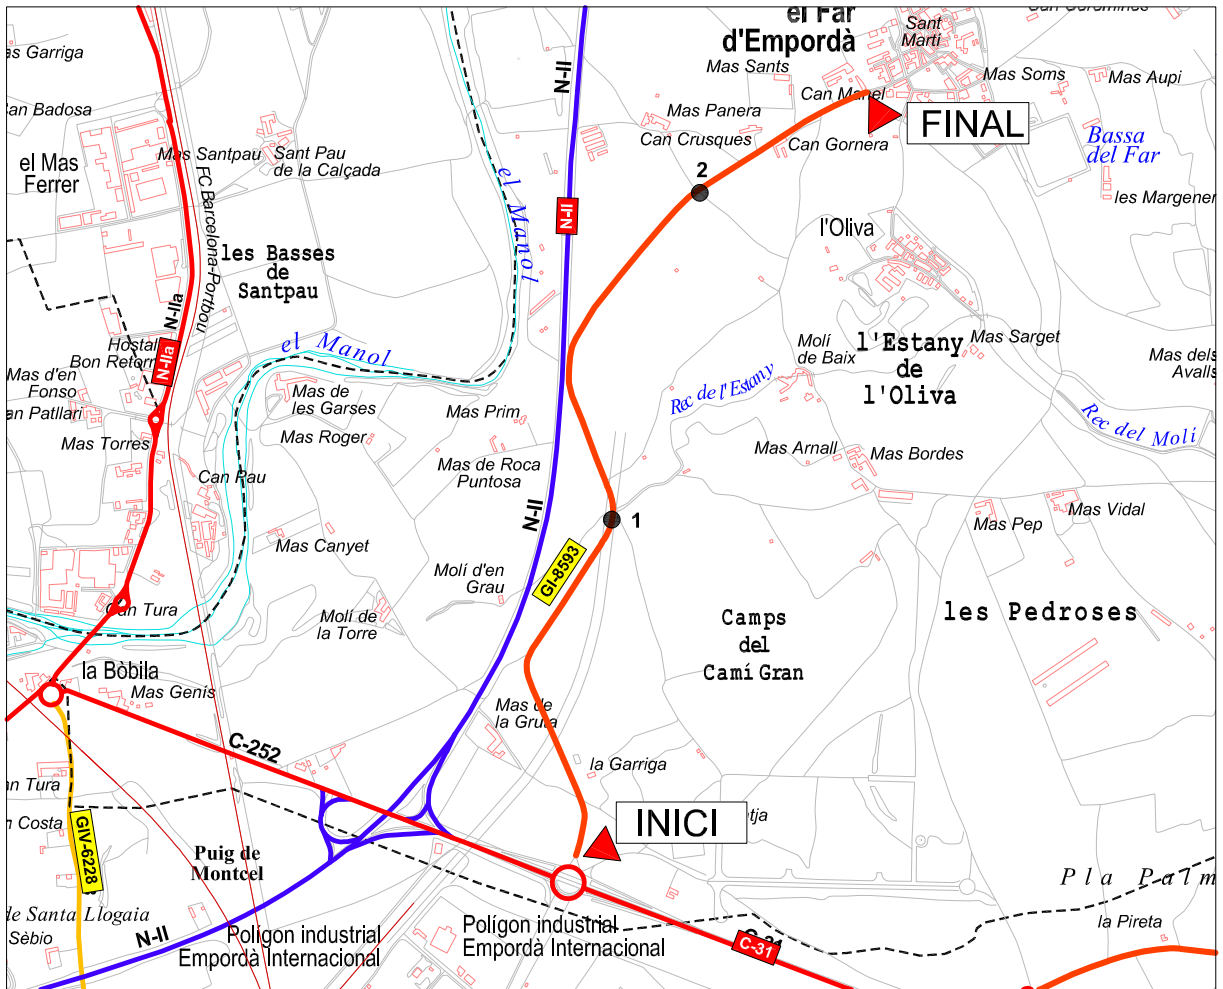 el Far
d'Empordà
Sant
Martí
Can Coromines
as Garriga
Mas Sants
Mas Soms
Mas Aupi
N-II
Can Manel
an Badosa
Mas Panera
FINAL
Can Crusques
Can Gornera
Bassa
del Far
el Mas
Ferrer
Mas Santpau
Sant Pau
de la Calçada
2
les Margener
FC Barcelona-Portbou
el Manol
N-II
l'Oliva
les Basses
de
Santpau
N-IIa
Hostal
Bon Retorn
N-IIa
el Manol
Molí
de Baix
l'Estany
de
l'Oliva
Mas Sarget
Mas dels
Avalls
Mas d'en
Fonso
an Patllari
Mas de
les Garses
Mas Prim
Rec de l'Estany
Rec del Molí
Mas Torres
Mas Roger
Mas Arnall
Mas Bordes
Can Pau
Mas de Roca
Puntosa
N-II
1
Mas Pep
Mas Vidal
Mas Canyet
Molí d'en
Grau
GI-8593
Can Tura
Molí de
la Torre
Camps
del
Camí Gran
les Pedroses
la Bòbila
Mas Genís
Mas de
la Gruta
C-252
la Garriga
nn Tura
INICI
tja
n Costa
GIV-6228
Puig de
Montcel
Pla Palm
de Santa Llogaia
Sèbio
N-II
Polígon industrial
Empordà Internacional
Polígon industrial
Empordà Internacional
C-31
C-31
la Pireta